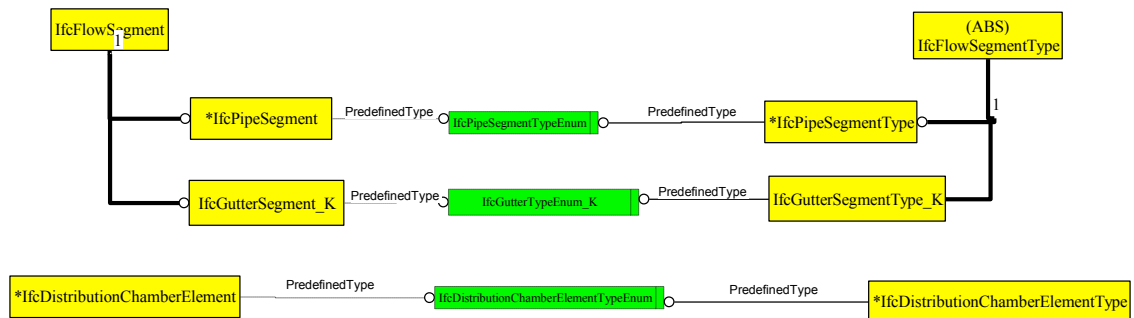 IfcFlowSegment
1
(ABS)
IfcFlowSegmentType
1
*IfcPipeSegment
PredefinedType
IfcPipeSegmentTypeEnum
PredefinedType
*IfcPipeSegmentType
IfcGutterSegment_K
PredefinedType
IfcGutterTypeEnum_K
PredefinedType
IfcGutterSegmentType_K
*IfcDistributionChamberElement
PredefinedType
IfcDistributionChamberElementTypeEnum
PredefinedType
*IfcDistributionChamberElementType